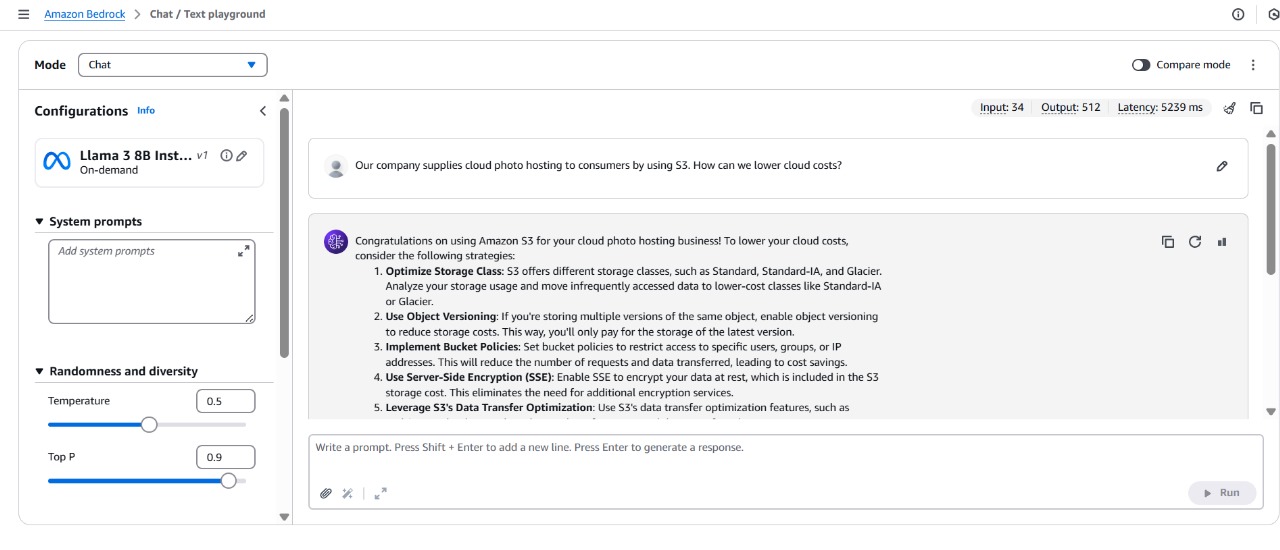 Amazon Bedrock > Chat / Text playground
Mode Chat
Compare mode
Configurations Info
Input: 34 Output: 512 Latency: 5239 ms
Llama 3 8B Inst... v1
On-demand
Our company supplies cloud photo hosting to consumers by using S3. How can we lower cloud costs?
System prompts
Add system prompts
Congratulations on using Amazon S3 for your cloud photo hosting business! To lower your cloud costs,
consider the following strategies:
1. Optimize Storage Class: S3 offers different storage classes, such as Standard, Standard-IA, and Glacier.
Analyze your storage usage and move infrequently accessed data to lower-cost classes like Standard-IA
or Glacier.
2. Use Object Versioning: If you're storing multiple versions of the same object, enable object versioning
to reduce storage costs. This way, you'll only pay for the storage of the latest version.
3. Implement Bucket Policies: Set bucket policies to restrict access to specific users, groups, or IP
addresses. This will reduce the number of requests and data transferred, leading to cost savings.
4. Use Server-Side Encryption (SSE): Enable SSE to encrypt your data at rest, which is included in the S3
storage cost. This eliminates the need for additional encryption services.
5. Leverage S3's Data Transfer Optimization: Use S3's data transfer optimization features, such as
Randomness and diversity
Temperature 0.5
Top P 0.9
Write a prompt. Press Shift + Enter to add a new line. Press Enter to generate a response.
Run